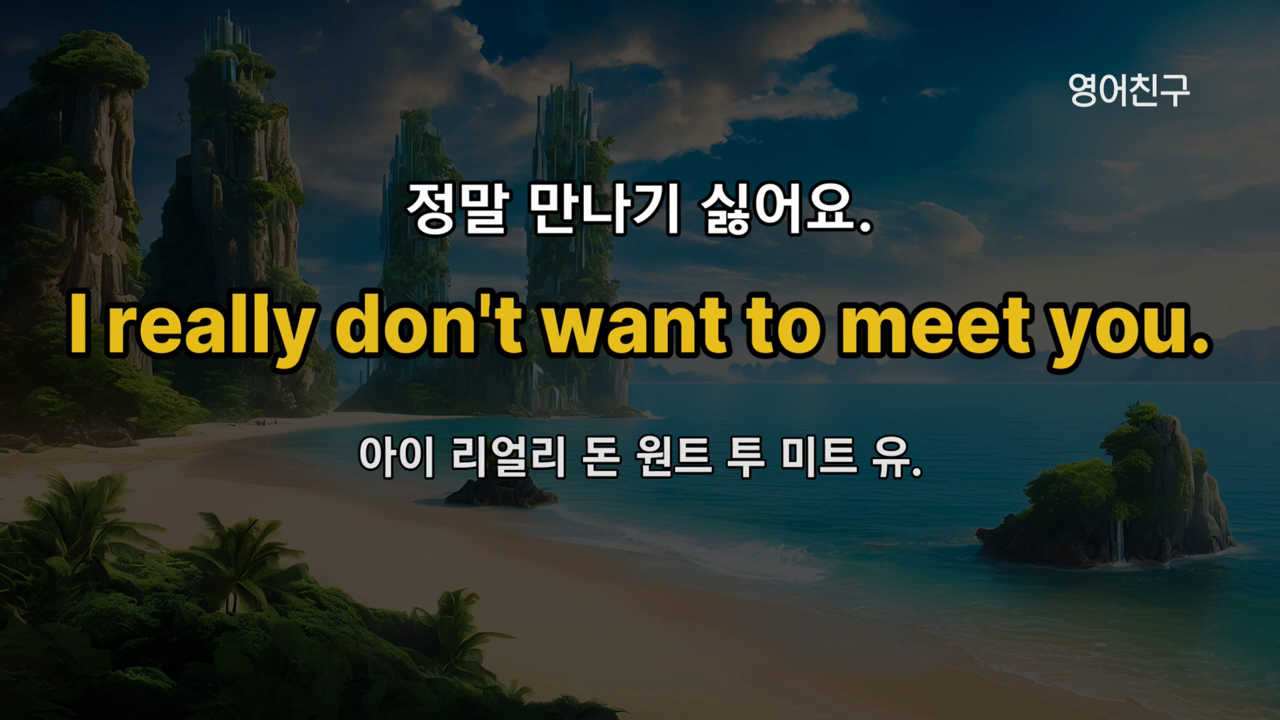 영어친구
정말 만나기 싫어요.
I really don't want to meet you.
아이 리얼리 돈 원트 투 미트 유.